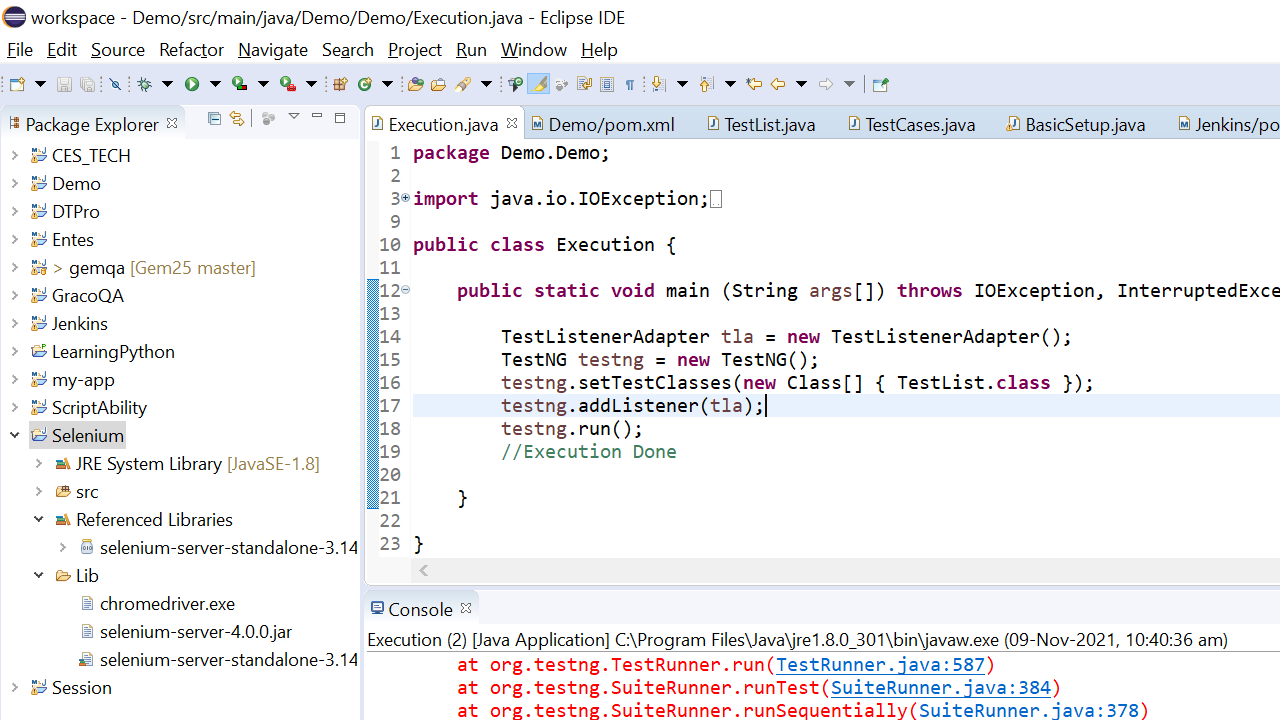 workspace - Demo/src/main/java/Demo/Demo/Execution.java - Eclipse IDE
File Edit Source Refactor Navigate Search Project Run Window Help
Package Explorer
CES_TECH
Demo
DTPro
Entes
> gemqa [Gem25 master]
GracoQA
Jenkins
LearningPython
my-app
ScriptAbility
Selenium
JRE System Library [JavaSE-1.8]
src
Referenced Libraries
selenium-server-standalone-3.14
Lib
chromedriver.exe
selenium-server-4.0.0.jar
selenium-server-standalone-3.14
Session
Execution.java Demo/pom.xml TestList.java TestCases.java BasicSetup.java Jenkins/po
1 package Demo.Demo;
2
3 import java.io.IOException;
9
10 public class Execution {
11
12 public static void main (String args[]) throws IOException, InterruptedExce
13
14 TestListenerAdapter tla = new TestListenerAdapter();
15 TestNG testng = new TestNG();
16 testng.setTestClasses(new Class[] { TestList.class });
17 testng.addListener(tla);
18 testng.run();
19 //Execution Done
20
21 }
22
23 }
Console
Execution (2) [Java Application] C:\Program Files\Java\jre1.8.0_301\bin\javaw.exe (09-Nov-2021, 10:40:36 am)
at org.testng.TestRunner.run(TestRunner.java:587)
at org.testng.SuiteRunner.runTest(SuiteRunner.java:384)
at org.testng.SuiteRunner.runSequentially(SuiteRunner.java:378)